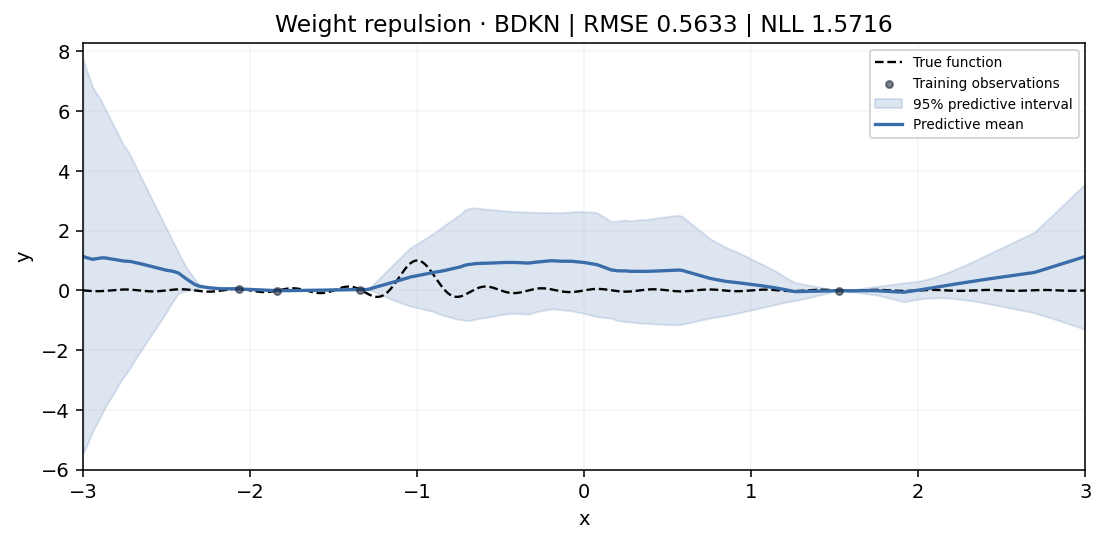 Weight repulsion · BDKN | RMSE 0.5633 | NLL 1.5716
8
6
4
2
0
−2
−4
−6
y
True function
Training observations
95% predictive interval
Predictive mean
−3
−2
−1
0
1
2
3
x